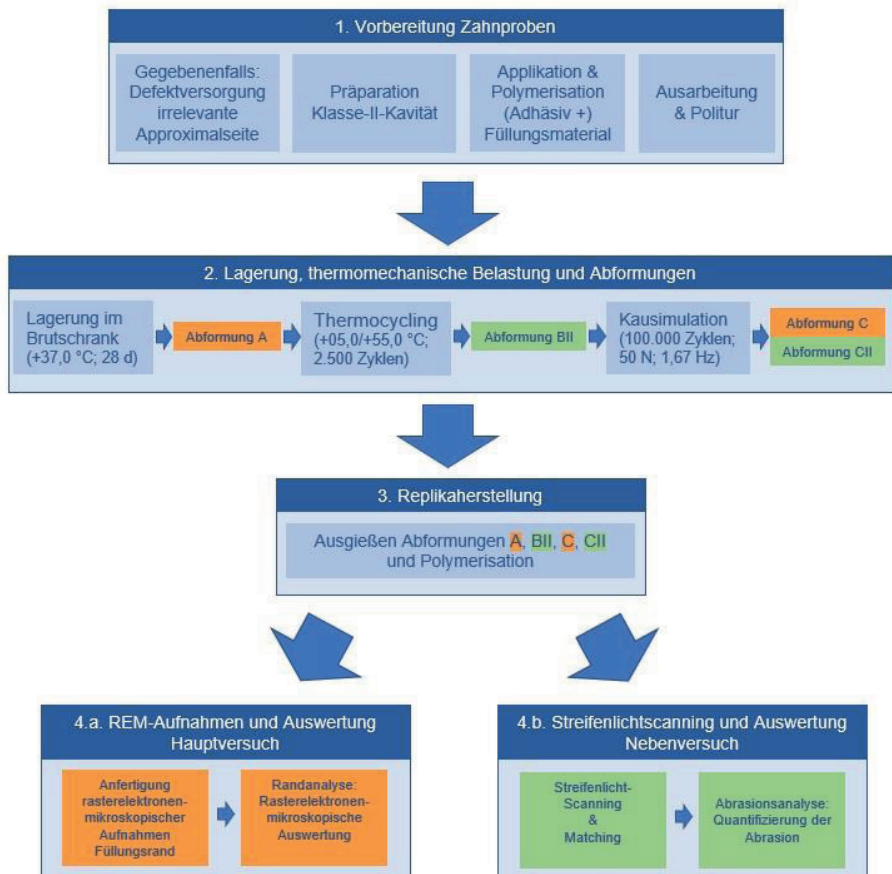 1. Vorbereitung Zahnproben
Gegebenenfalls:
Defektversorgung
irrelevante
Approximalseite
Präparation
Klasse-II-Kavität
Applikation &
Polymerisation
(Adhäsiv +)
Füllungsmaterial
Ausarbeitung
& Politur
2. Lagerung, thermomechanische Belastung und Abformungen
Lagerung im
Brutschrank
(+37,0 °C; 28 d)
Abformung A
Thermocycling
(+05,0/+55,0 °C;
2.500 Zyklen)
Abformung BII
Kausimulation
(100.000 Zyklen;
50 N; 1,67 Hz)
Abformung C
Abformung CII
3. Replikaherstellung
Ausgießen Abformungen A, BII, C, CII
und Polymerisation
4.a. REM-Aufnahmen und Auswertung
Hauptversuch
Anfertigung
rasterelektronen-
mikroskopischer
Aufnahmen
Füllungsrand
Randanalyse:
Rasterelektronen-
mikroskopische
Auswertung
4.b. Streifenlichtscanning und Auswertung
Nebenversuch
Streifenlicht-
Scanning
&
Matching
Abrasionsanalyse:
Quantifizierung der
Abrasion